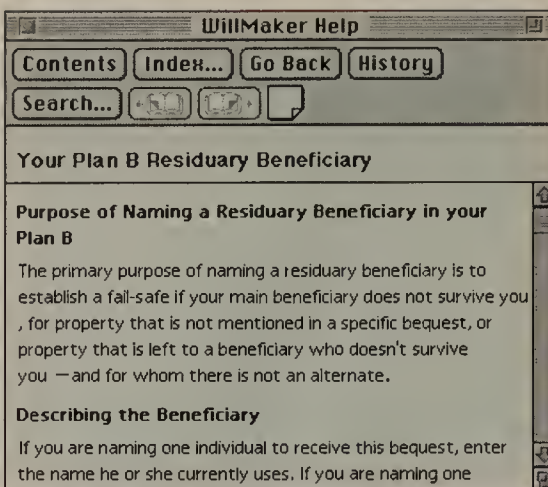 WillMaker Help
Contents Index... Go Back History
Search...
Your Plan B Residuary Beneficiary
Purpose of Naming a Residuary Beneficiary in your
Plan B
The primary purpose of naming a residuary beneficiary is to
establish a fail-safe if your main beneficiary does not survive you
, for property that is not mentioned in a specific bequest, or
property that is left to a beneficiary who doesn't survive
you —and for whom there is not an alternate.
Describing the Beneficiary
If you are naming one individual to receive this bequest, enter
the name he or she currently uses. If you are naming one